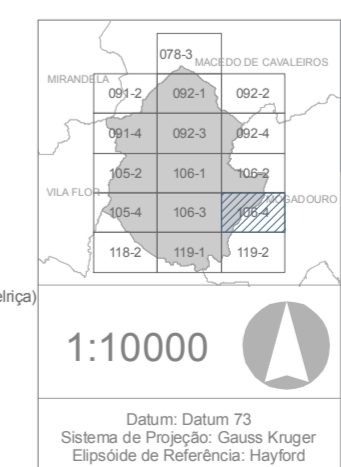 078-3
MACEDO DE CAVALEIROS
MIRANDELA
091-2 092-1 092-2
091-4 092-3 092-4
105-2 106-1 106-2
VILA FLOR
MOGADOURO
105-4 106-3 106-4
118-2 119-1 119-2
elriça)
1:10000
Datum: Datum 73
Sistema de Projeção: Gauss Kruger
Elipsóide de Referência: Hayford